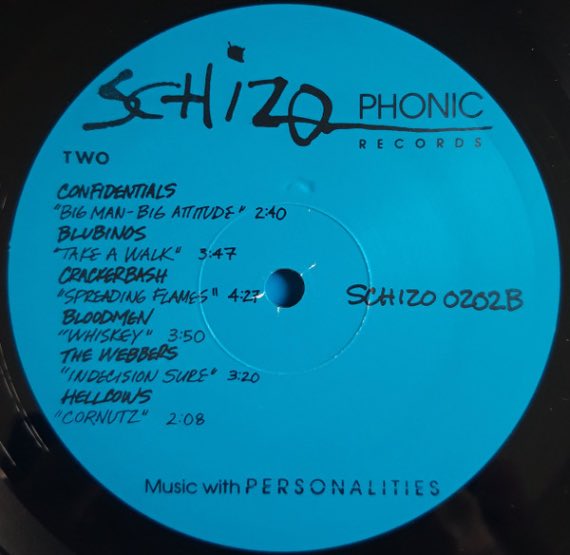 SCHIZO PHONIC
RECORDS
TWO
CONFIDENTIALS
"BIG MAN-BIG ATTITUDE" 2:40
BLUBINOS
"TAKE A WALK" 3:47
CRACKERBASH
"SPREADING FLAMES" 4:27
BLOODMEN
"WHISKEY" 3:50
THE WEBBERS
"INDECISION SURE" 3:20
HELLCOWS
"CORNUTZ" 2:08
SCHIZO 0202B
Music with PERSONALITIES